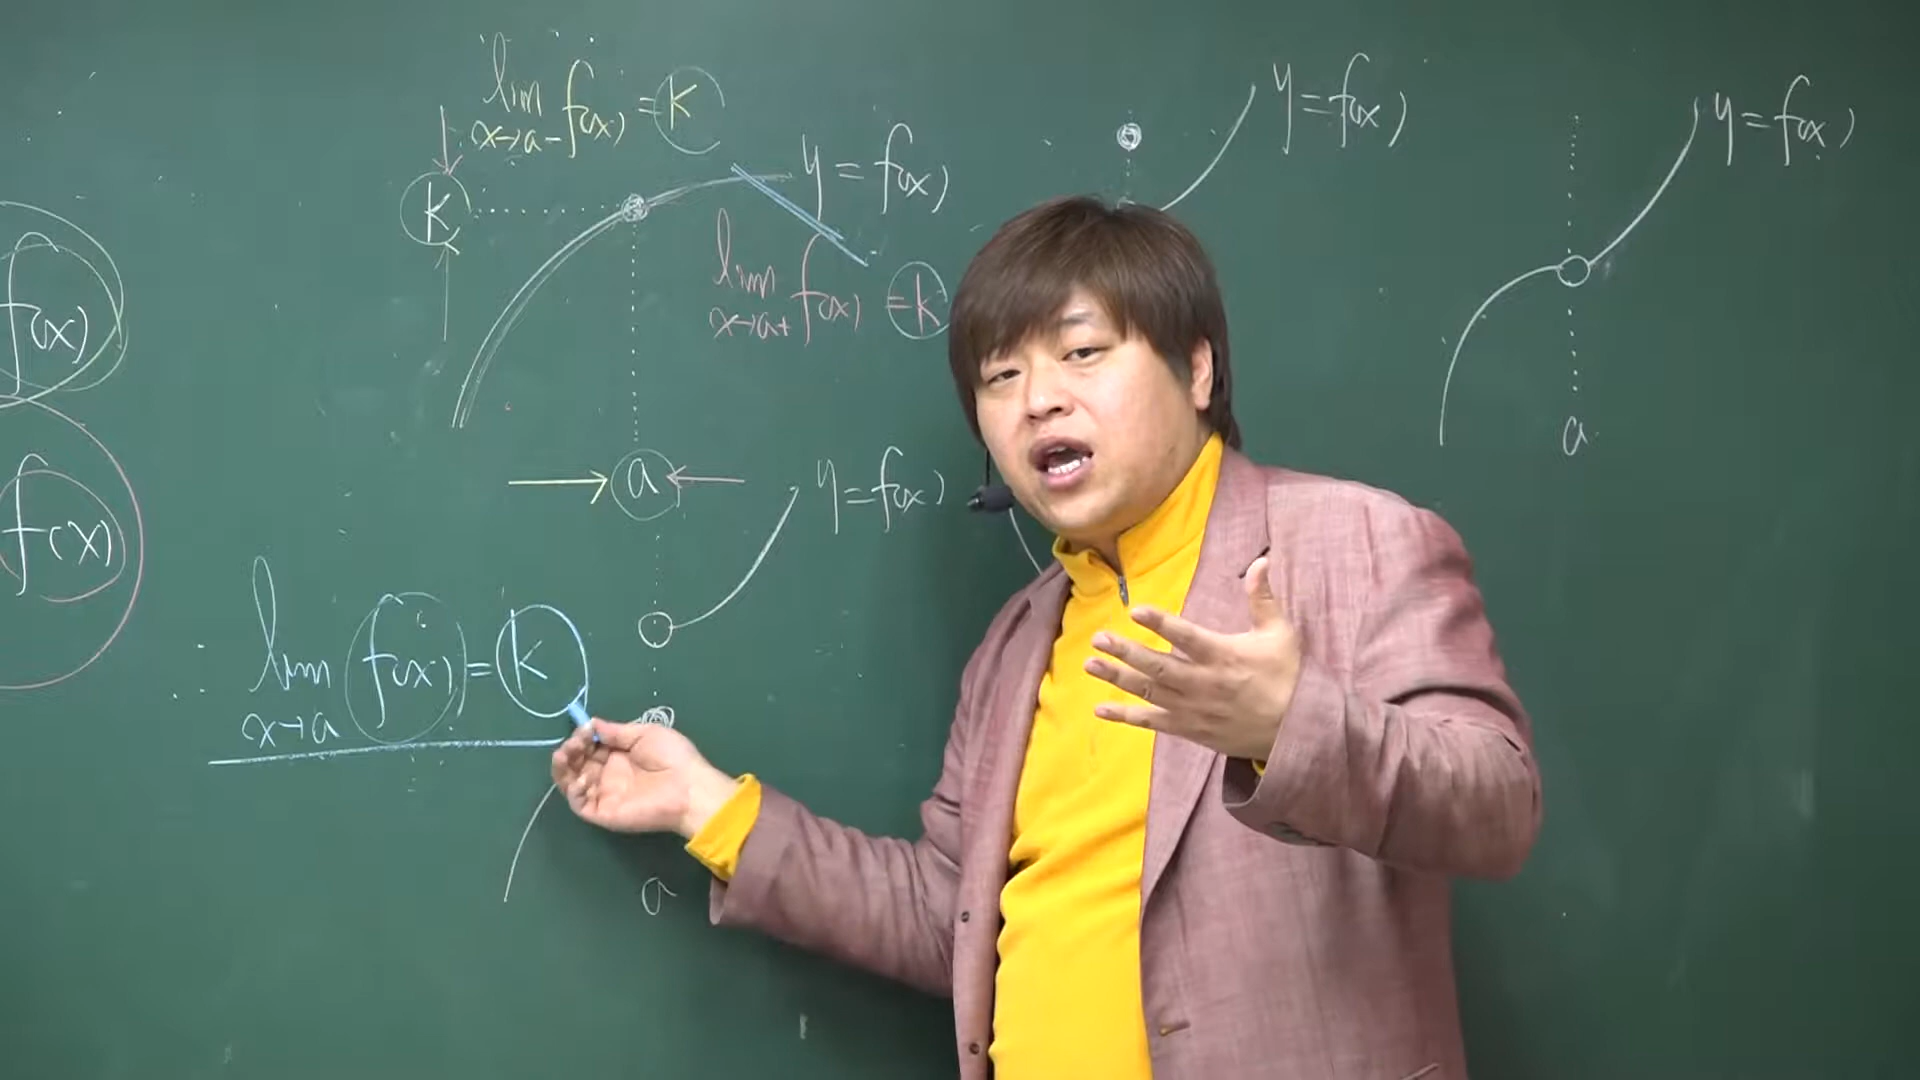 lim f(x) = k
x→a-
k
y = f(x)
lim f(x) = k
x→a+
a
y = f(x)
y = f(x)
a
f(x)
f(x)
lim f(x) = k
x→a
y = f(x)
a